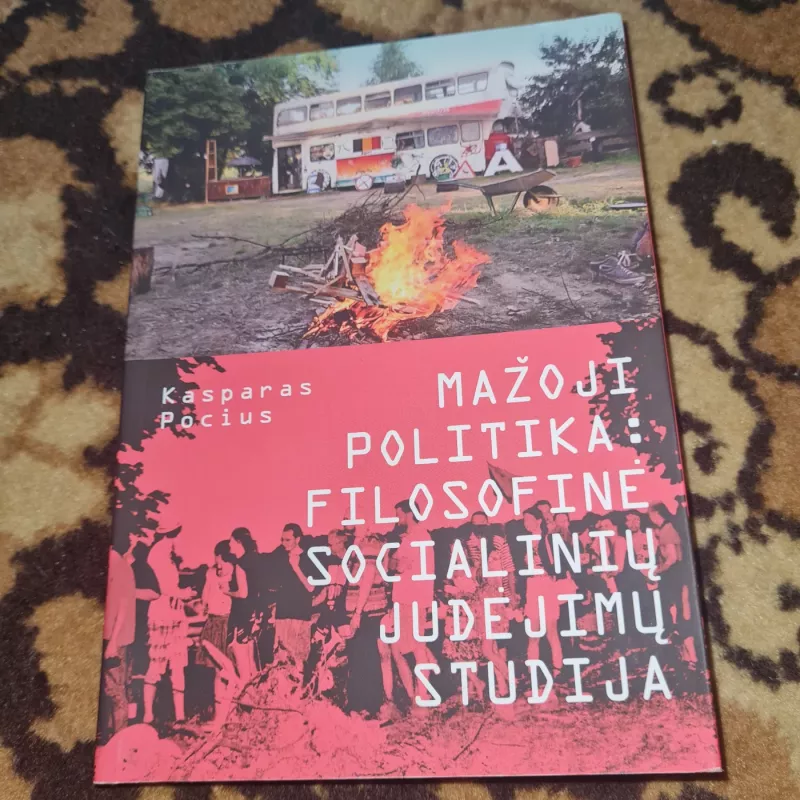 Kasparas
Pocius
MAŽOJI
POLITIKA:
FILOSOFINĖ
SOCIALINIŲ
JUDĖJIMŲ
STUDIJA